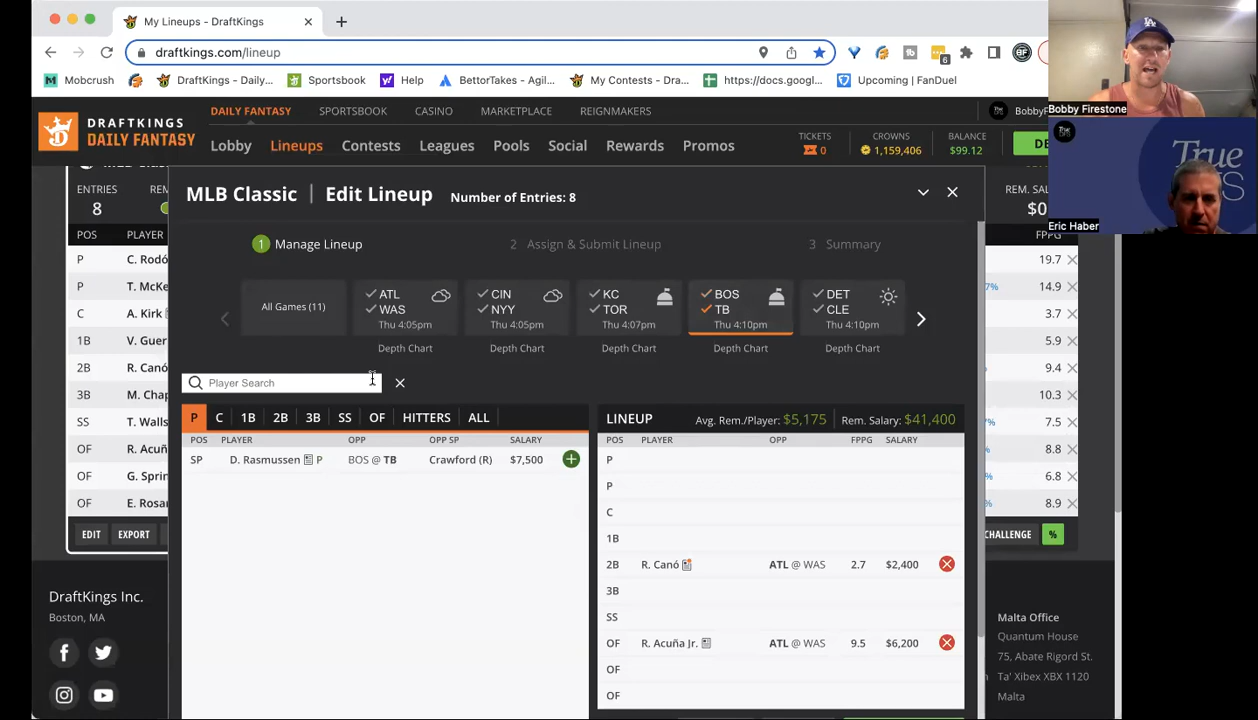 My Lineups - DraftKings
draftkings.com/lineup
6
BF
Mobcrush
DraftKings - Daily...
Sportsbook
Help
BettorTakes - Agil...
My Contests - Dra...
https://docs.googl...
Upcoming | FanDuel
Bobby Firestone
True
Eric Haber
DRAFTKINGS
DAILY FANTASY
DAILY FANTASY
SPORTSBOOK
CASINO
MARKETPLACE
REIGNMAKERS
BobbyF
Lobby
Lineups
Contests
Leagues
Pools
Social
Rewards
Promos
TICKETS
0
CROWNS
1,159,406
BALANCE
$99.12
DE
MLB Classic | Edit Lineup
Number of Entries: 8
ENTRIES
8
REM
REM. SA
$0
1 Manage Lineup
2 Assign & Submit Lineup
3 Summary
All Games (11)
ATL
WAS
Thu 4:05pm
Depth Chart
CIN
NYY
Thu 4:05pm
Depth Chart
KC
TOR
Thu 4:07pm
Depth Chart
BOS
TB
Thu 4:10pm
Depth Chart
DET
CLE
Thu 4:10pm
Depth Chart
Player Search
P C 1B 2B 3B SS OF HITTERS ALL
POS PLAYER OPP OPP SP SALARY
SP D. Rasmussen P BOS @ TB Crawford (R) $7,500
LINEUP Avg. Rem./Player: $5,175 Rem. Salary: $41,400
POS PLAYER OPP FPPG SALARY
P
P
C
1B
2B R. Canó ATL @ WAS 2.7 $2,400
3B
SS
OF R. Acuña Jr. ATL @ WAS 9.5 $6,200
OF
OF
POS PLAYER
P C. Rodó
P T. McKe
C A. Kirk
1B V. Guer
2B R. Canó
3B M. Chap
SS T. Walls
OF R. Acuñ
OF G. Sprin
OF E. Rosar
EDIT
EXPORT
FPPG
19.7
7% 14.9
3.7
5.9
9.4
10.3
7% 7.5
% 8.8
% 6.8
% 8.9
CHALLENGE
%
DraftKings Inc.
Boston, MA
Malta Office
Quantum House
75, Abate Rigord St.
Ta' Xibex XBX 1120
Malta